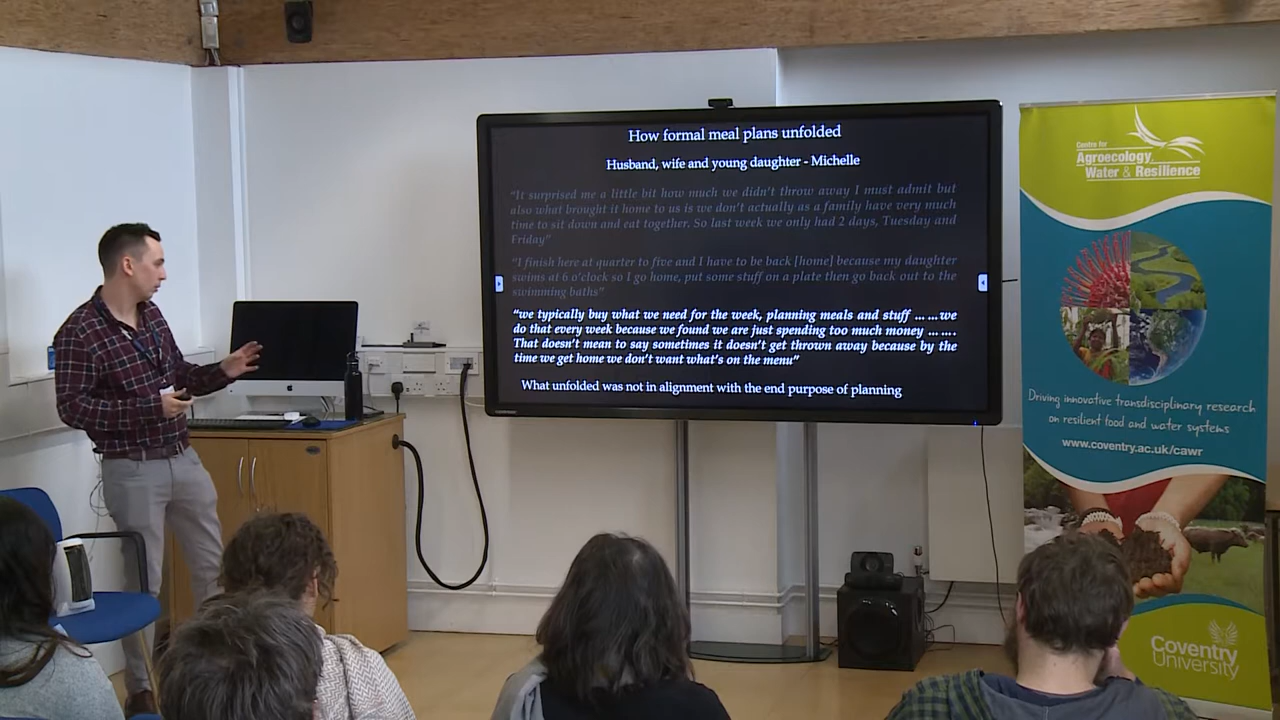 How formal meal plans unfolded
Husband, wife and young daughter - Michelle
“It surprised me a little bit how much we didn’t throw away I must admit but
also what brought it home to us is we don’t actually as a family have very much
time to sit down and eat together. So last week we only had 2 days, Tuesday and
Friday”
“I finish here at quarter to five and I have to be back [home] because my daughter
swims at 6 o’clock so I go home, put some stuff on a plate then go back out to the
swimming baths”
“we typically buy what we need for the week, planning meals and stuff ... ... we
do that every week because we found we are just spending too much money ... ....
That doesn’t mean to say sometimes it doesn’t get thrown away because by the
time we get home we don’t want what’s on the menu”
What unfolded was not in alignment with the end purpose of planning
Centre for
Agroecology,
Water & Resilience
Driving innovative transdisciplinary research
on resilient food and water systems
www.coventry.ac.uk/cawr
Coventry
University